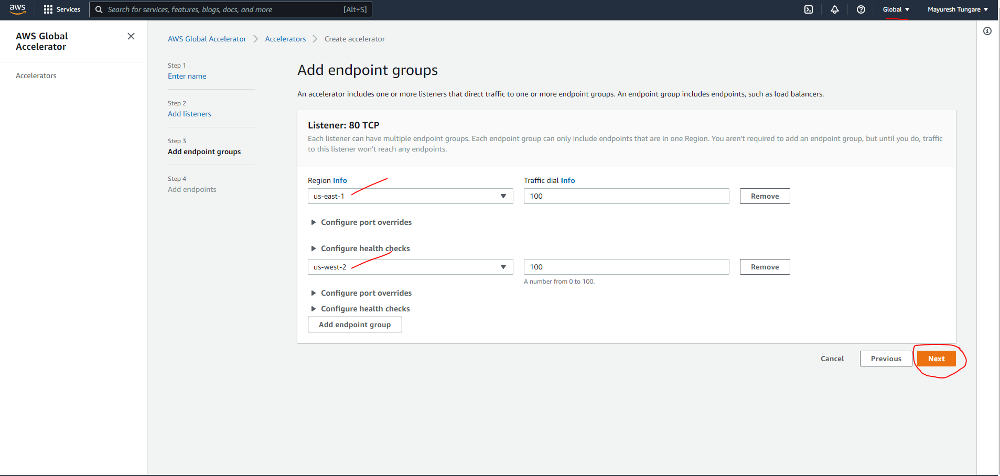 aws Services Search for services, features, blogs, docs, and more [Alt+S] Global Mayuresh Tungare
AWS Global
Accelerator
Accelerators
AWS Global Accelerator Accelerators Create accelerator
Step 1
Enter name
Step 2
Add listeners
Step 3
Add endpoint groups
Step 4
Add endpoints
Add endpoint groups
An accelerator includes one or more listeners that direct traffic to one or more endpoint groups. An endpoint group includes endpoints, such as load balancers.
Listener: 80 TCP
Each listener can have multiple endpoint groups. Each endpoint group can only include endpoints that are in one Region. You aren't required to add an endpoint group, but until you do, traffic
to this listener won't reach any endpoints.
Region Info Traffic dial Info
us-east-1 100 Remove
Configure port overrides
Configure health checks
us-west-2 100 Remove
A number from 0 to 100.
Configure port overrides
Configure health checks
Add endpoint group
Cancel Previous Next